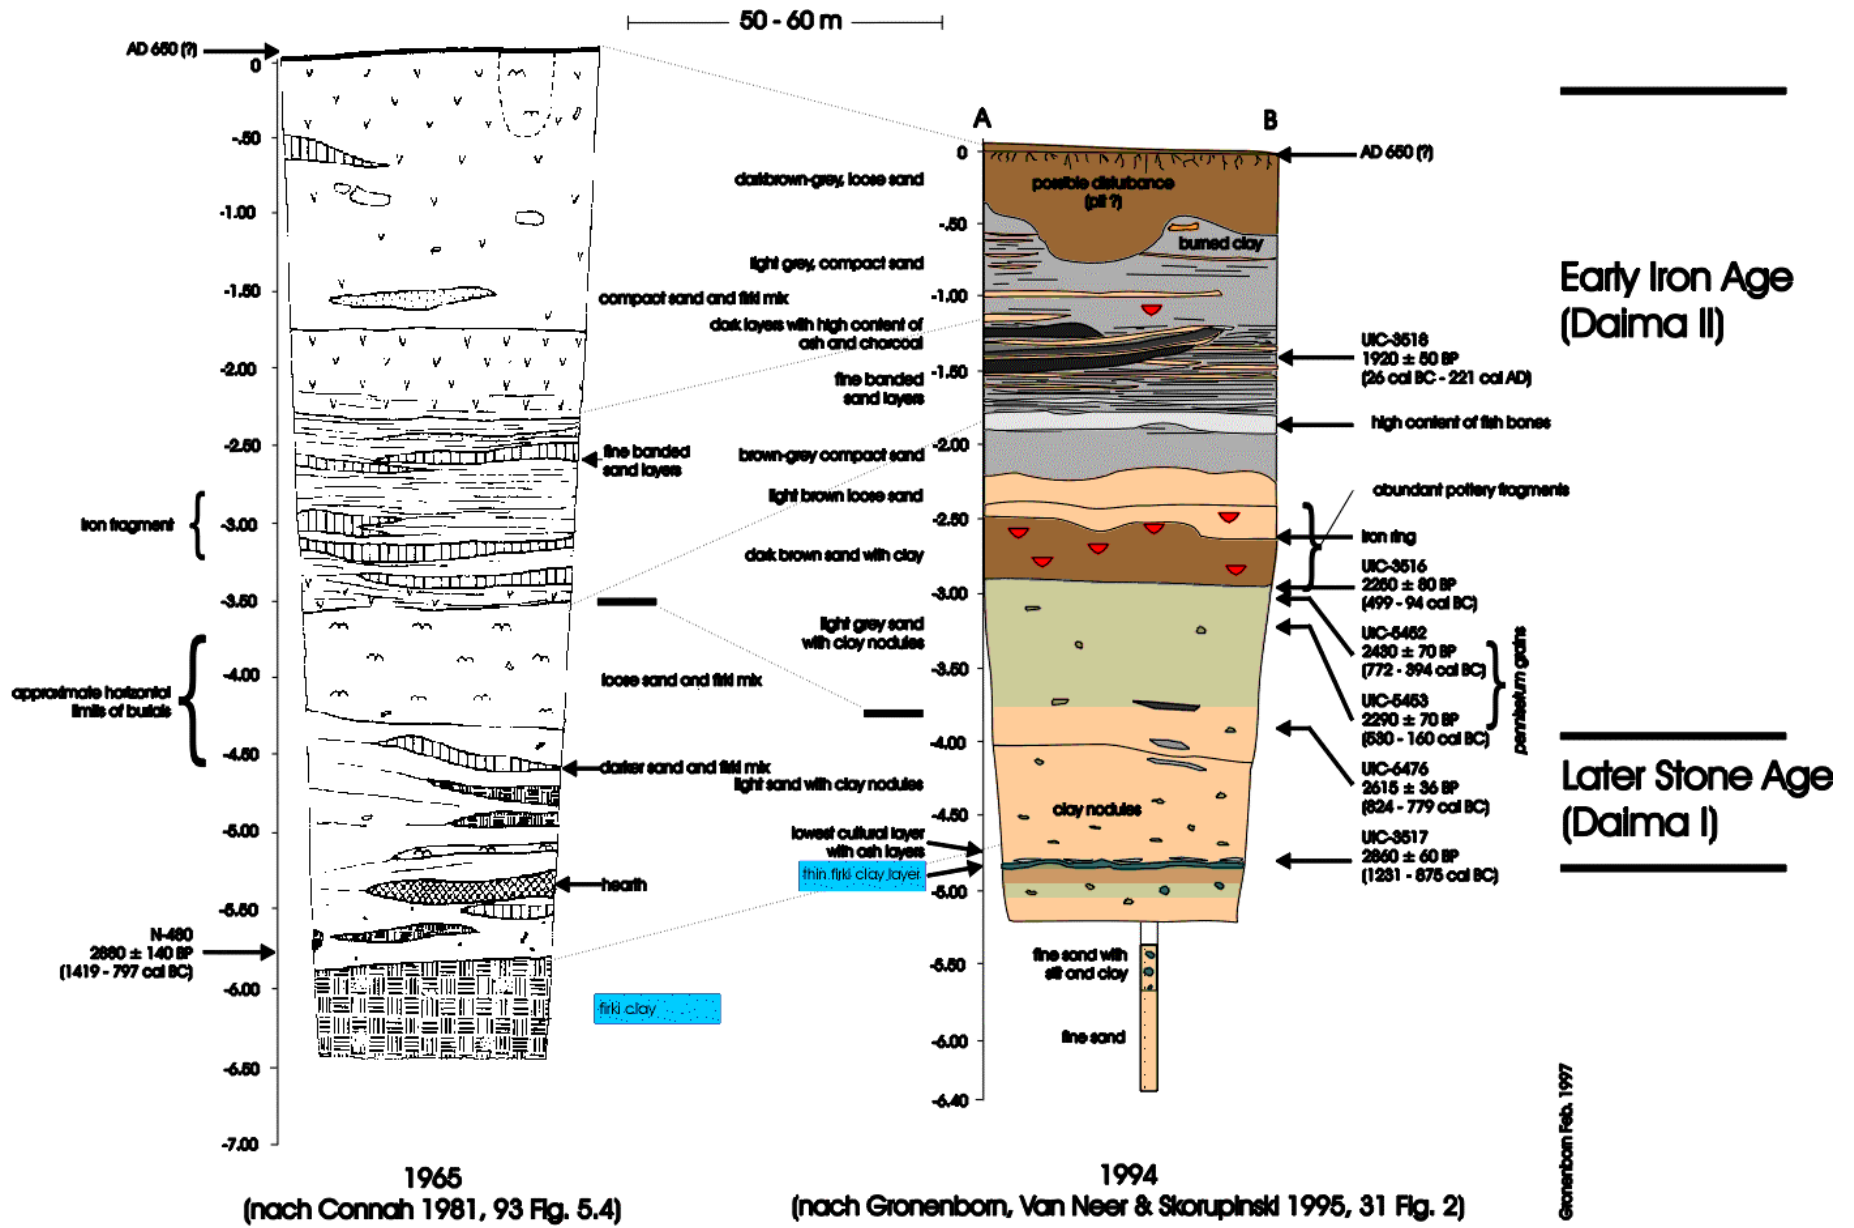 50 - 60 m
AD 650 (?)
0
-.50
-1.00
-1.50
-2.00
-2.50
-3.00
-3.50
-4.00
-4.50
-5.00
-5.50
-6.00
-6.50
-7.00
Iron fragment
approximate horizontal
limits of burials
N-480
2880 ± 140 BP
(1419 - 797 cal BC)
compact sand and firki mix
fine banded
sand layers
loose sand and firki mix
darker sand and firki mix
hearth
firki clay
1965
(nach Connah 1981, 93 Fig. 5.4)
darkbrown-grey, loose sand
light grey, compact sand
dark layers with high content of
ash and charcoal
fine banded
sand layers
brown-grey compact sand
light brown loose sand
dark brown sand with clay
light grey sand
with clay nodules
light sand with clay nodules
lowest cultural layer
with ash layers
thin firki clay layer
A
B
0
-.50
-1.00
-1.50
-2.00
-2.50
-3.00
-3.50
-4.00
-4.50
-5.00
-5.50
-6.00
-6.40
possible disturbance
(pit ?)
burned clay
clay nodules
fine sand with
silt and clay
fine sand
AD 650 (?)
UIC-3518
1920 ± 50 BP
(26 cal BC - 221 cal AD)
high content of fish bones
abundant pottery fragments
Iron ring
UIC-3516
2260 ± 80 BP
(499 - 94 cal BC)
UtC-5452
2430 ± 70 BP
(772 - 394 cal BC)
UtC-5453
2290 ± 70 BP
(530 - 160 cal BC)
pennisetum grains
UtC-6476
2615 ± 36 BP
(824 - 779 cal BC)
UIC-3517
2860 ± 60 BP
(1231 - 875 cal BC)
Early Iron Age
(Daima II)
Later Stone Age
(Daima I)
1994
(nach Gronenborn, Van Neer & Skorupinski 1995, 31 Fig. 2)
Gronenborn Feb. 1997